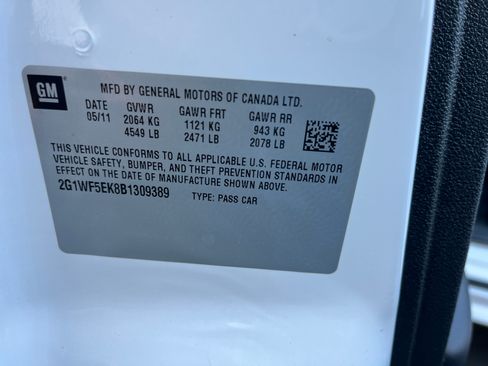 GM
MFD BY GENERAL MOTORS OF CANADA LTD.
DATE GVWR GAWR FRT GAWR RR
05/11 2064 KG 1121 KG 943 KG
4549 LB 2471 LB 2078 LB
THIS VEHICLE CONFORMS TO ALL APPLICABLE U.S. FEDERAL MOTOR
VEHICLE SAFETY, BUMPER, AND THEFT PREVENTION STANDARDS IN
EFFECT ON THE DATE OF MANUFACTURE SHOWN ABOVE.
2G1WF5EK8B1309389 TYPE: PASS CAR